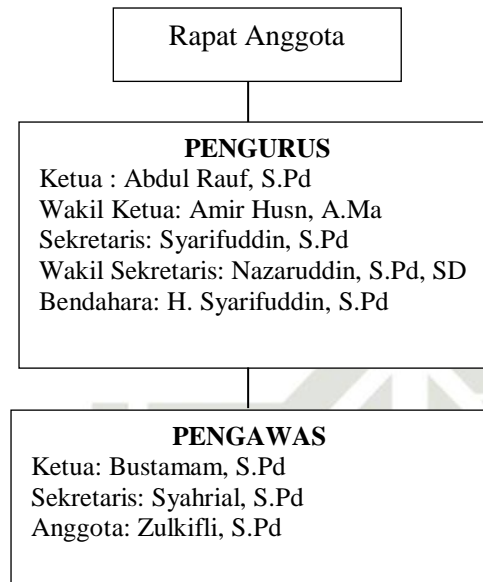 Rapat Anggota
PENGURUS
Ketua : Abdul Rauf, S.Pd
Wakil Ketua: Amir Husn, A.Ma
Sekretaris: Syarifuddin, S.Pd
Wakil Sekretaris: Nazaruddin, S.Pd, SD
Bendahara: H. Syarifuddin, S.Pd
PENGAWAS
Ketua: Bustamam, S.Pd
Sekretaris: Syahrial, S.Pd
Anggota: Zulkifli, S.Pd